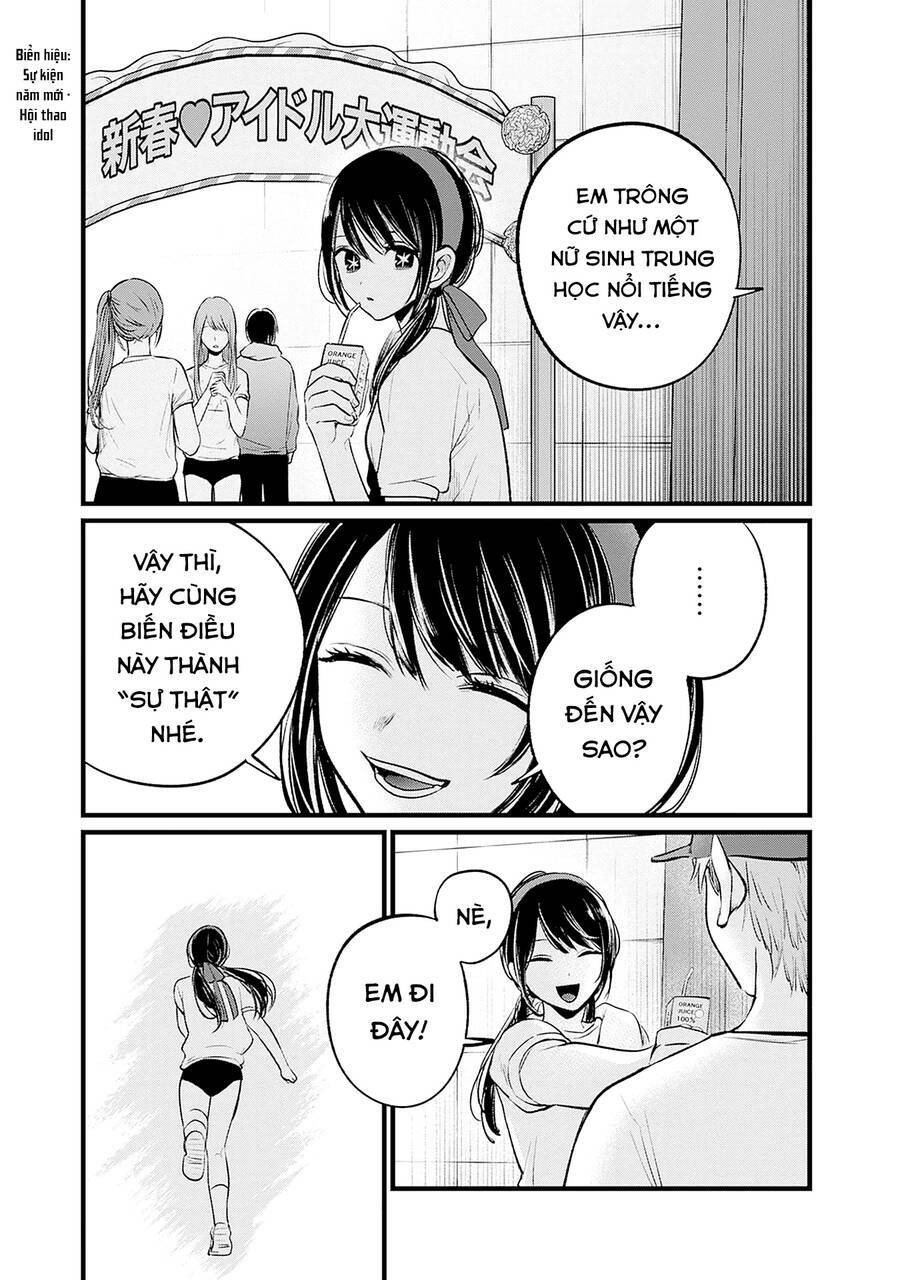 Biển hiệu:
Sự kiện
năm mới -
Hội thao
idol
新春♥アイドル大運動会
EM TRÔNG
CỨ NHƯ MỘT
NỮ SINH TRUNG
HỌC NỔI TIẾNG
VẬY...
ORANGE
JUICE
......
GIỐNG
ĐẾN VẬY
SAO?
VẬY THÌ,
HÃY CÙNG
BIẾN ĐIỀU
NÀY THÀNH
“SỰ THẬT”
NHÉ.
NÈ,
EM ĐI
ĐÂY!
ORANGE
JUICE
100%